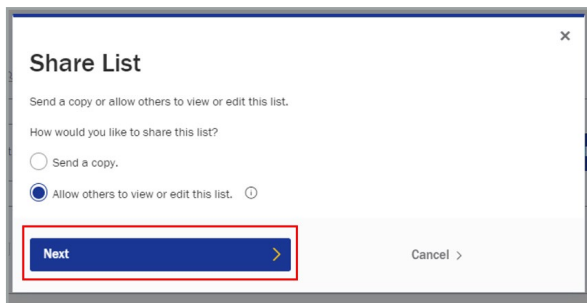 Share List
Send a copy or allow others to view or edit this list.
How would you like to share this list?
Send a copy.
Allow others to view or edit this list.
Next
Cancel